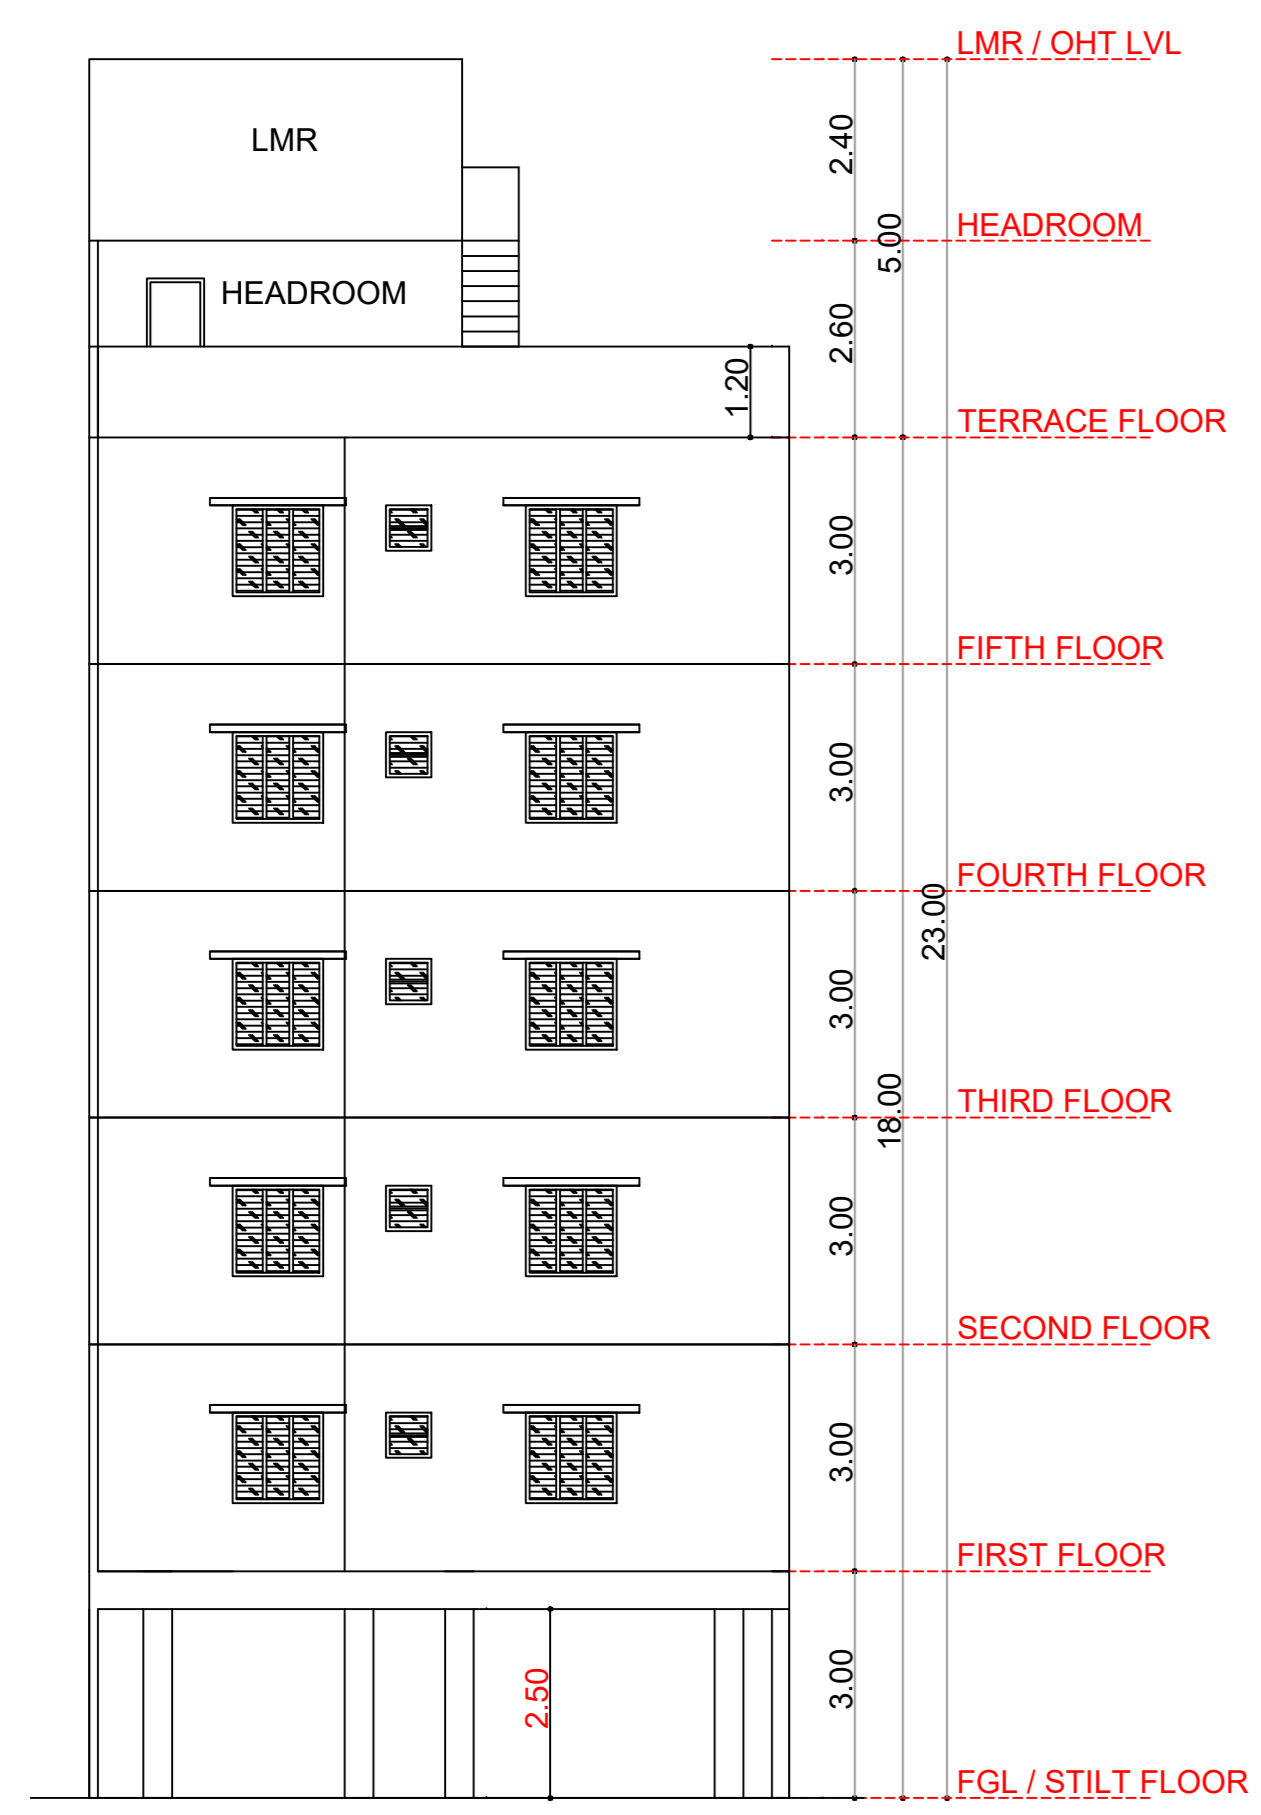 LMR / OHT LVL
LMR
2.40
HEADROOM
5.00
HEADROOM
2.60
1.20
TERRACE FLOOR
3.00
FIFTH FLOOR
3.00
FOURTH FLOOR
23.00
3.00
THIRD FLOOR
18.00
3.00
SECOND FLOOR
3.00
FIRST FLOOR
2.50
3.00
FGL / STILT FLOOR